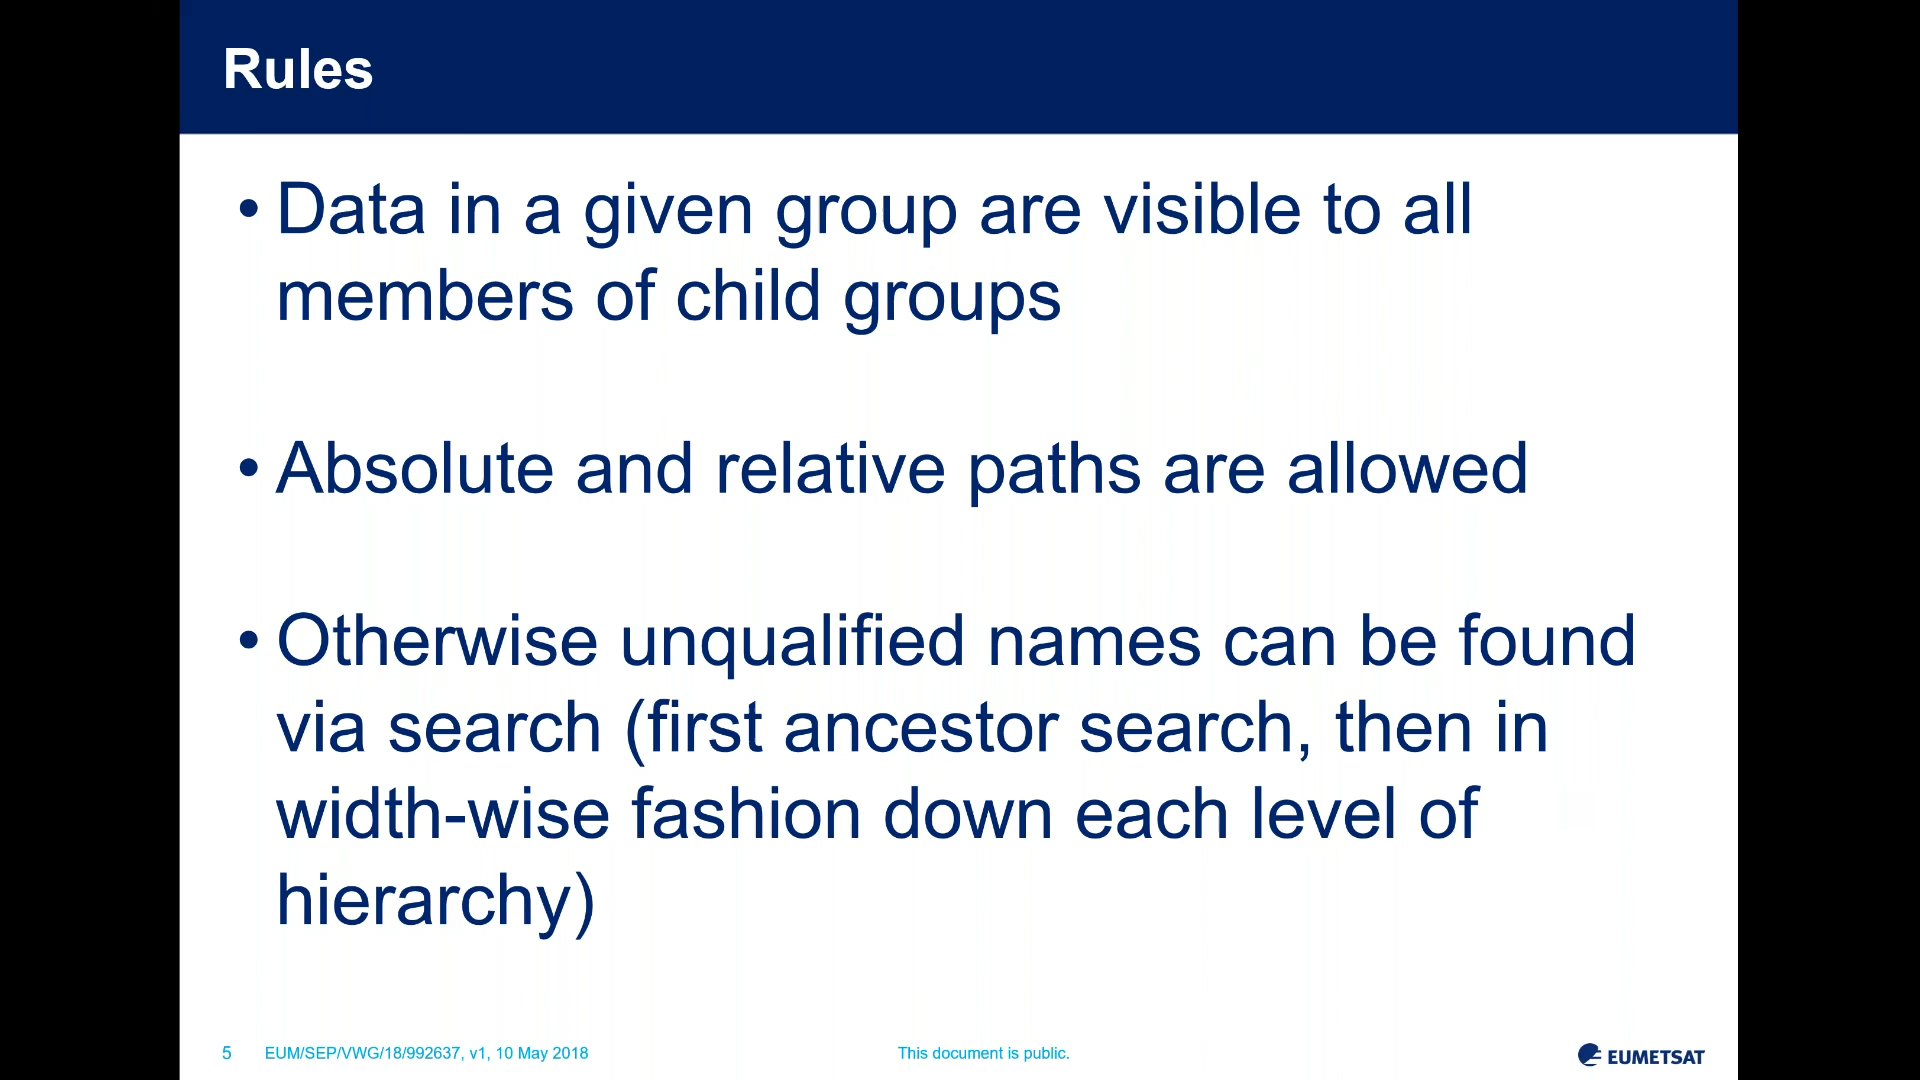 Rules
• Data in a given group are visible to all
members of child groups
• Absolute and relative paths are allowed
• Otherwise unqualified names can be found
via search (first ancestor search, then in
width-wise fashion down each level of
hierarchy)
5 EUM/SEP/VWG/18/992637, v1, 10 May 2018 This document is public. EUMETSAT